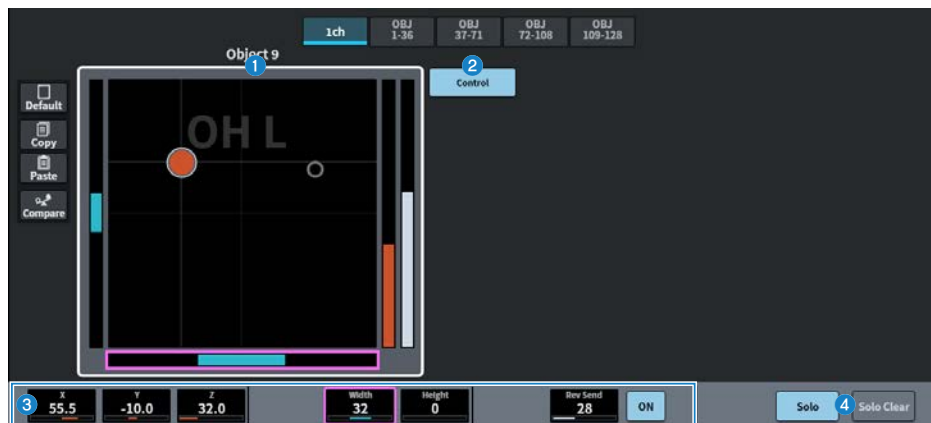 1ch
OBJ
1-36
OBJ
37-71
OBJ
72-108
OBJ
109-128
Object 9
1
2
Control
Default
Copy
Paste
Compare
OH L
3
X
55.5
Y
-10.0
Z
32.0
Width
32
Height
0
Rev Send
28
ON
Solo
4
Solo Clear